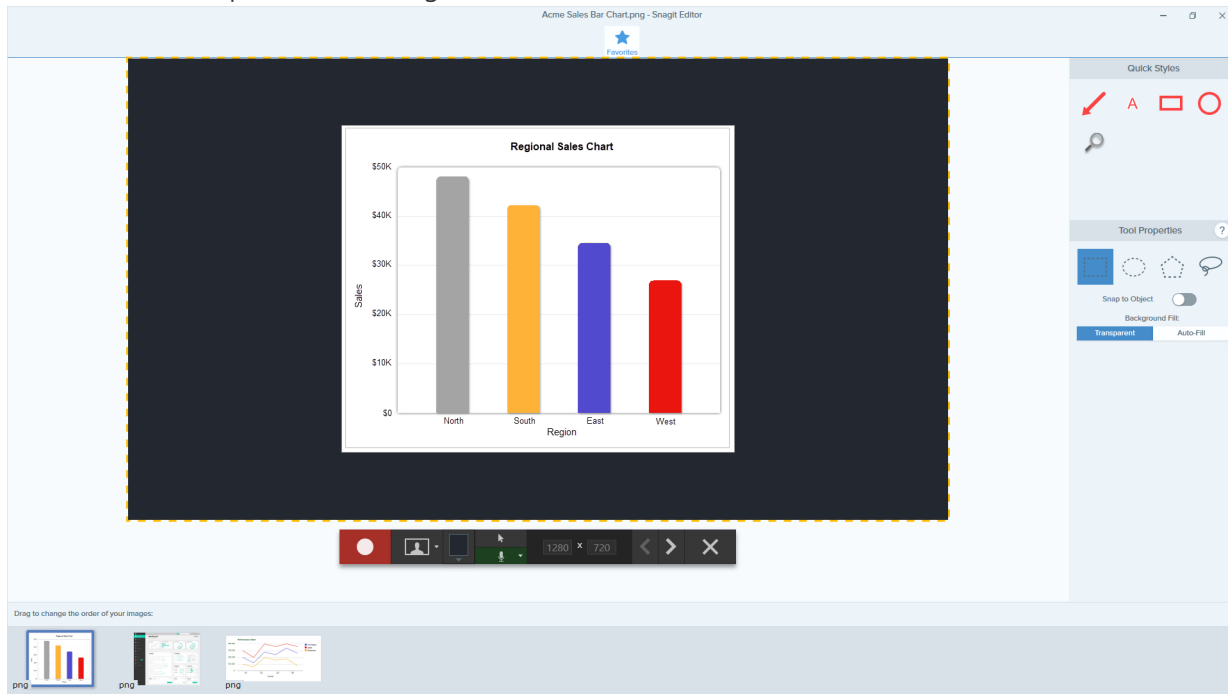 Acme Sales Bar Chart.png - Snagit Editor
Favorites
Quick Styles
A
Regional Sales Chart
$50K
$40K
$30K
$20K
$10K
$0
Sales
North South East West
Region
Tool Properties ?
Snap to Object
Background Fill:
Transparent Auto-Fill
1280 x 720
Drag to change the order of your images:
png
png
png